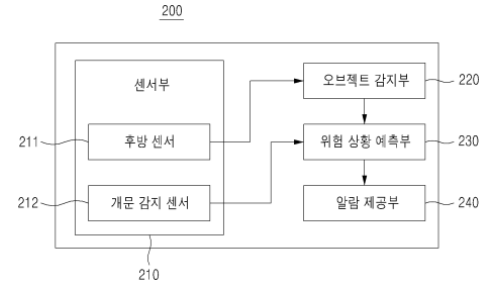 200
센서부
오브젝트 감지부
220
211
후방 센서
위험 상황 예측부
230
212
개문 감지 센서
알람 제공부
240
210